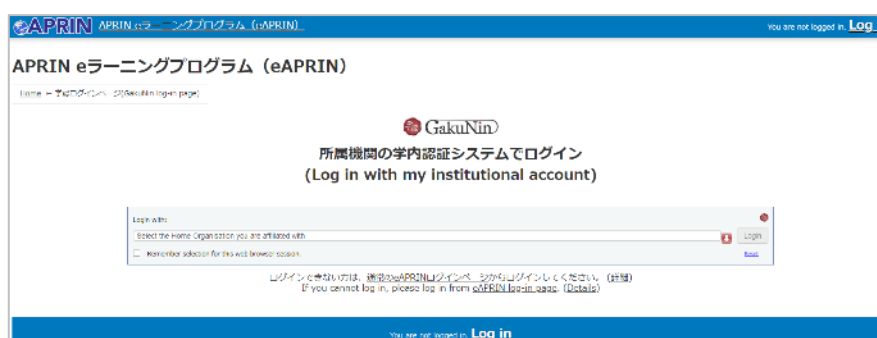 APRIN APRIN eラーニングプログラム（eAPRIN） You are not logged in. Log
APRIN eラーニングプログラム（eAPRIN）
Home ► 学認ログインページ(GakuNin log-in page)
GakuNin
所属機関の学内認証システムでログイン
(Log in with my institutional account)
Login with:
Select the Home Organisation you are affiliated with
Login
Remember selection for this web browser session.
Reset
ログインできない方は、通常のeAPRINログインページからログインしてください。(詳細)
If you cannot log in, please log in from eAPRIN log-in page. (Details)
You are not logged in. Log in